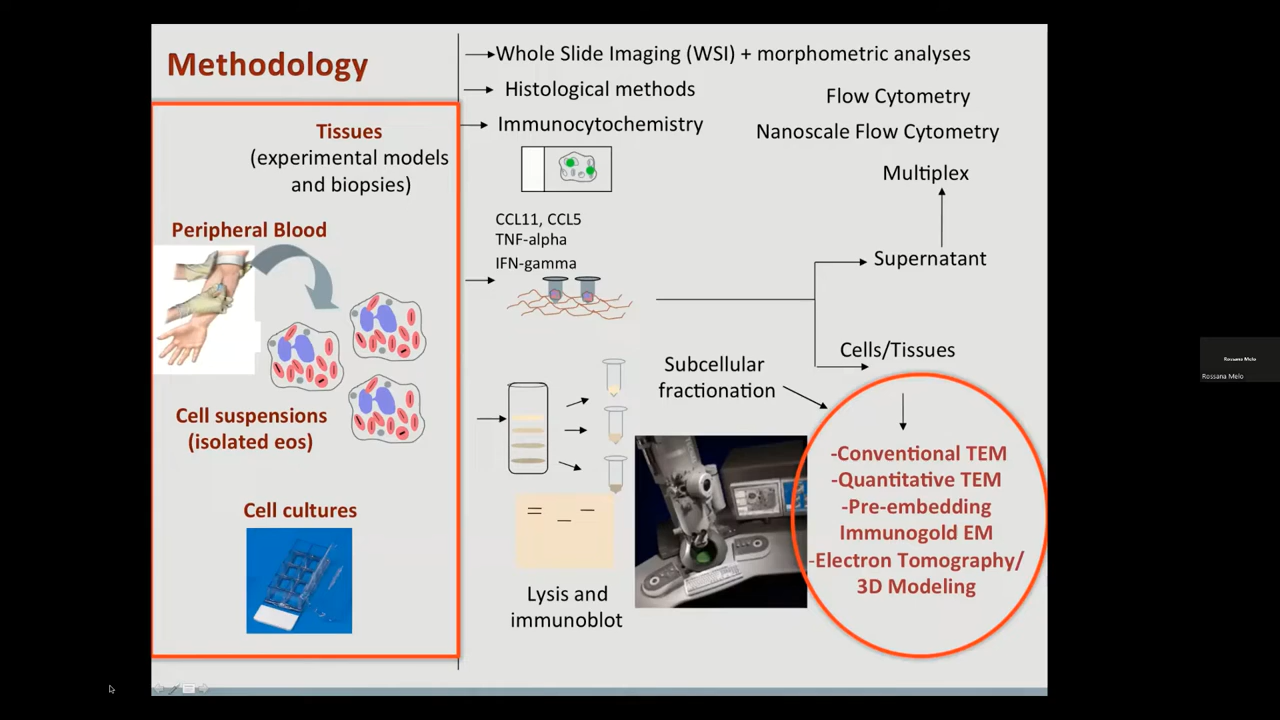 Methodology
Tissues
(experimental models
and biopsies)
Peripheral Blood
Cell suspensions
(isolated eos)
Cell cultures
Whole Slide Imaging (WSI) + morphometric analyses
Histological methods
Immunocytochemistry
CCL11, CCL5
TNF-alpha
IFN-gamma
Lysis and
immunoblot
Flow Cytometry
Nanoscale Flow Cytometry
Multiplex
Supernatant
Cells/Tissues
Subcellular
fractionation
-Conventional TEM
-Quantitative TEM
-Pre-embedding
Immunogold EM
-Electron Tomography/
3D Modeling
Rossana Melo
Rossana Melo